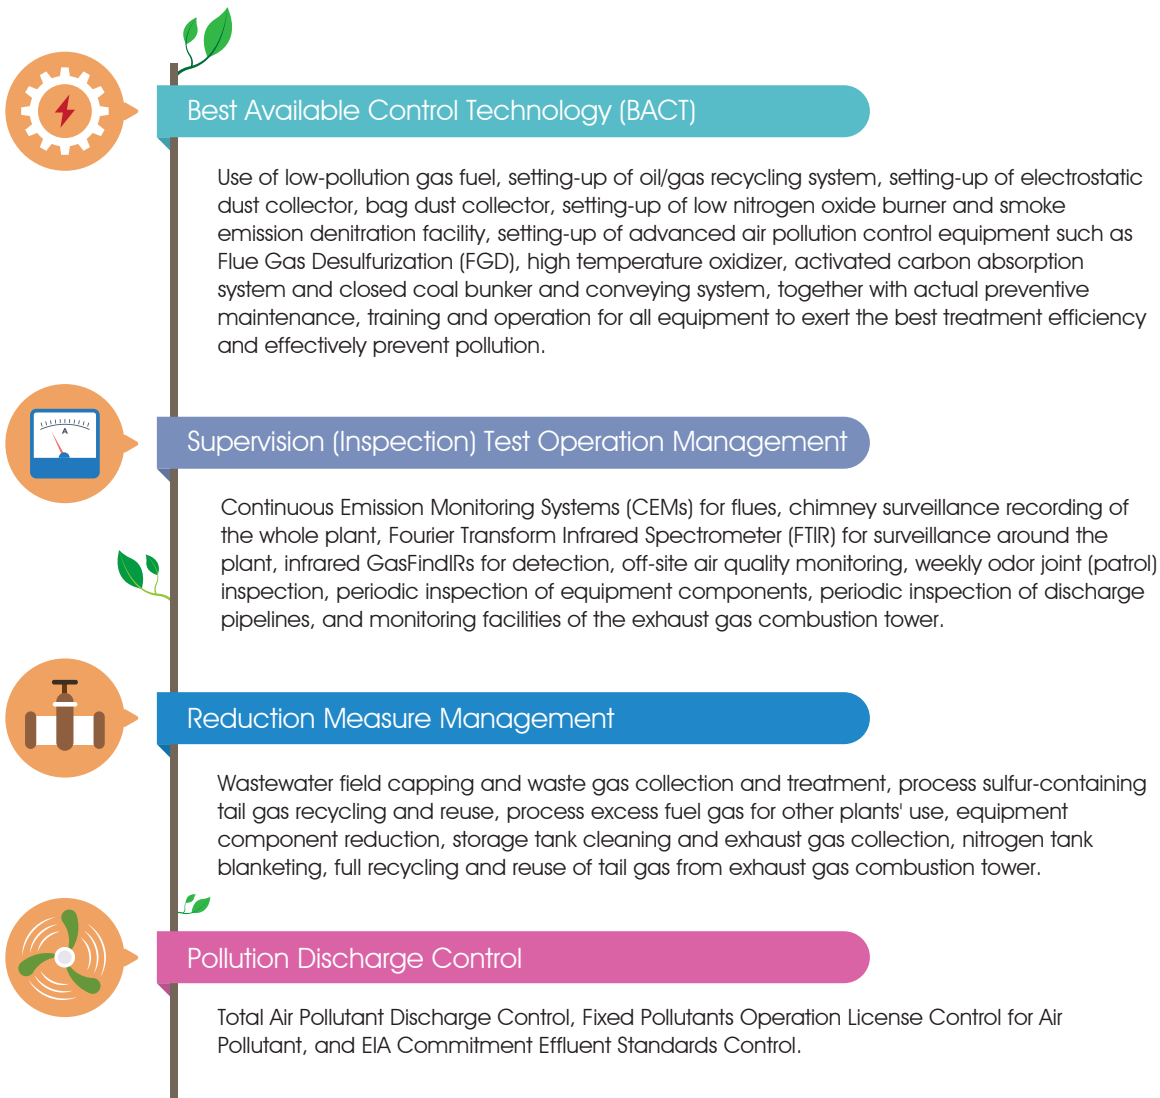 Best Available Control Technology (BACT)
Use of low-pollution gas fuel, setting-up of oil/gas recycling system, setting-up of electrostatic
dust collector, bag dust collector, setting-up of low nitrogen oxide burner and smoke
emission denitration facility, setting-up of advanced air pollution control equipment such as
Flue Gas Desulfurization (FGD), high temperature oxidizer, activated carbon absorption
system and closed coal bunker and conveying system, together with actual preventive
maintenance, training and operation for all equipment to exert the best treatment efficiency
and effectively prevent pollution.
A
Supervision (Inspection) Test Operation Management
Continuous Emission Monitoring Systems (CEMs) for flues, chimney surveillance recording of
the whole plant, Fourier Transform Infrared Spectrometer (FTIR) for surveillance around the
plant, infrared GasFindIRs for detection, off-site air quality monitoring, weekly odor joint (patrol)
inspection, periodic inspection of equipment components, periodic inspection of discharge
pipelines, and monitoring facilities of the exhaust gas combustion tower.
Reduction Measure Management
Wastewater field capping and waste gas collection and treatment, process sulfur-containing
tail gas recycling and reuse, process excess fuel gas for other plants' use, equipment
component reduction, storage tank cleaning and exhaust gas collection, nitrogen tank
blanketing, full recycling and reuse of tail gas from exhaust gas combustion tower.
Pollution Discharge Control
Total Air Pollutant Discharge Control, Fixed Pollutants Operation License Control for Air
Pollutant, and EIA Commitment Effluent Standards Control.